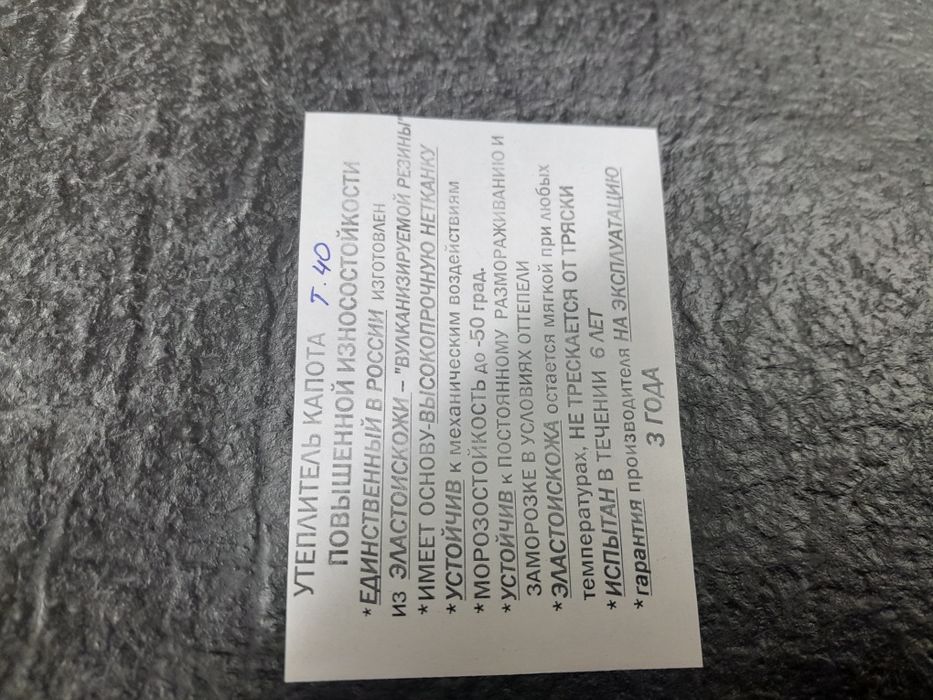 УТЕПЛИТЕЛЬ КАПОТА Т.40
ПОВЫШЕННОЙ ИЗНОСОСТОЙКОСТИ
*ЕДИНСТВЕННЫЙ В РОССИИ ИЗГОТОВЛЕН
ИЗ ЭЛАСТОИСКОЖИ – "ВУЛКАНИЗИРУЕМОЙ РЕЗИНЫ"
*ИМЕЕТ ОСНОВУ-ВЫСОКОПРОЧНУЮ НЕТКАНКУ
*УСТОЙЧИВ к механическим воздействиям
*МОРОЗОСТОЙКОСТЬ до -50 град.
*УСТОЙЧИВ к ПОСТОЯННОМУ РАЗМОРАЖИВАНИЮ И
ЗАМОРОЗКЕ В УСЛОВИЯХ ОТТЕПЕЛИ
*ЭЛАСТОИСКОЖА остается мягкой при любых
температурах, НЕ ТРЕСКАЕТСЯ ОТ ТРЯСКИ
*ИСПЫТАН В ТЕЧЕНИИ 6 ЛЕТ
*гарантия производителя НА ЭКСПЛУАТАЦИЮ
3 ГОДА